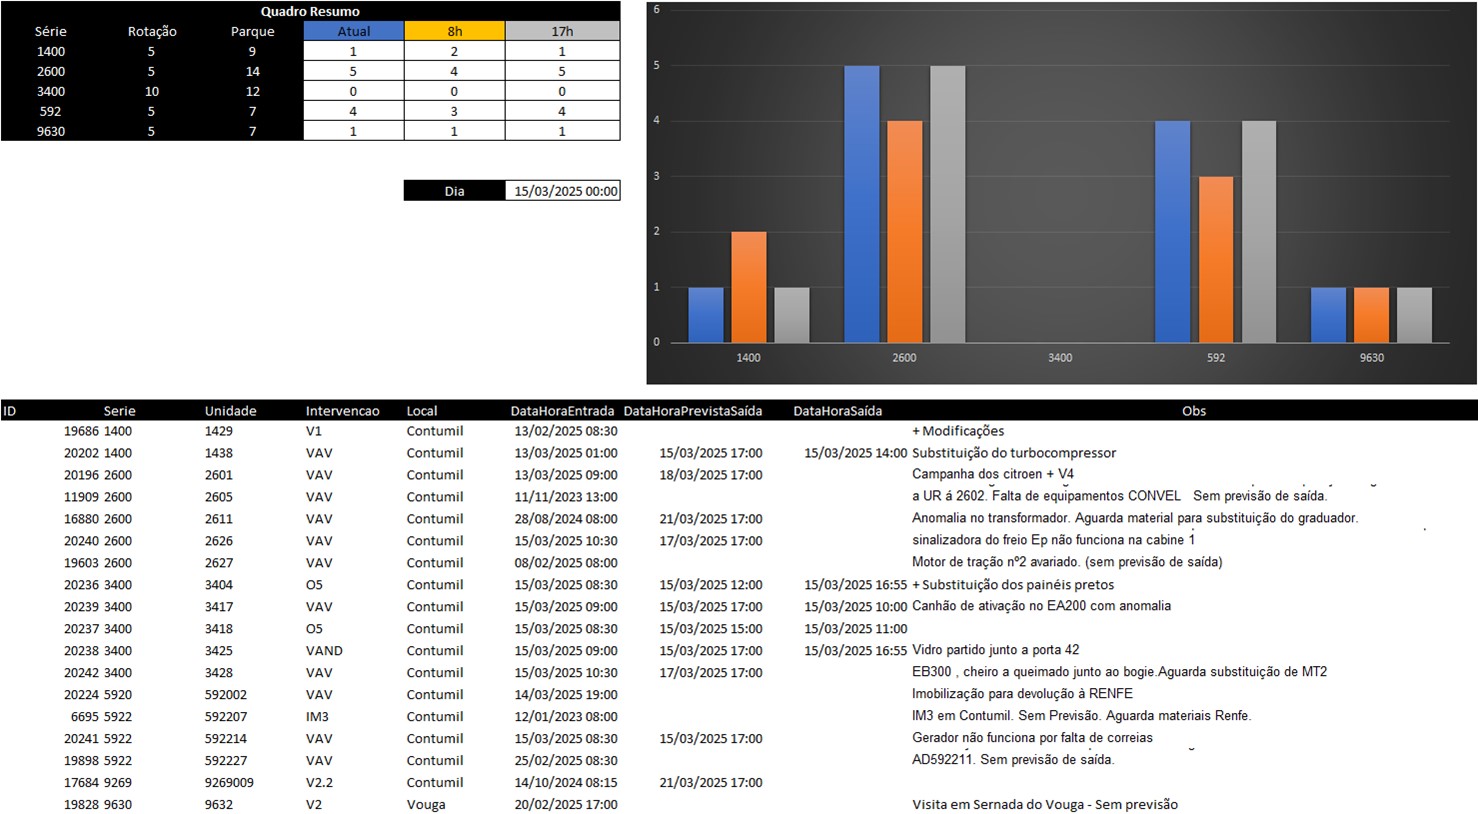 Quadro Resumo
Série Rotação Parque Atual 8h 17h
1400 5 9 1 2 1
2600 5 14 5 4 5
3400 10 12 0 0 0
592 5 7 4 3 4
9630 5 7 1 1 1
Dia 15/03/2025 00:00
6
5
4
3
2
1
0
1400 2600 3400 592 9630
ID Serie Unidade Intervencao Local DataHoraEntrada DataHoraPrevistaSaída DataHoraSaída Obs
19686 1400 1429 V1 Contumil 13/02/2025 08:30 + Modificações
20202 1400 1438 VAV Contumil 13/03/2025 01:00 15/03/2025 17:00 15/03/2025 14:00 Substituição do turbocompressor
20196 2600 2601 VAV Contumil 13/03/2025 09:00 18/03/2025 17:00 Campanha dos citroen + V4
11909 2600 2605 VAV Contumil 11/11/2023 13:00 a UR á 2602. Falta de equipamentos CONVEL Sem previsão de saída.
16880 2600 2611 VAV Contumil 28/08/2024 08:00 21/03/2025 17:00 Anomalia no transformador. Aguarda material para substituição do graduador.
20240 2600 2626 VAV Contumil 15/03/2025 10:30 17/03/2025 17:00 sinalizadora do freio Ep não funciona na cabine 1
19603 2600 2627 VAV Contumil 08/02/2025 08:00 Motor de tração nº2 avariado. (sem previsão de saída)
20236 3400 3404 O5 Contumil 15/03/2025 08:30 15/03/2025 12:00 15/03/2025 16:55 + Substituição dos painéis pretos
20239 3400 3417 VAV Contumil 15/03/2025 09:00 15/03/2025 17:00 15/03/2025 10:00 Canhão de ativação no EA200 com anomalia
20237 3400 3418 O5 Contumil 15/03/2025 08:30 15/03/2025 15:00 15/03/2025 11:00
20238 3400 3425 VAND Contumil 15/03/2025 09:00 15/03/2025 17:00 15/03/2025 16:55 Vidro partido junto a porta 42
20242 3400 3428 VAV Contumil 15/03/2025 10:30 17/03/2025 17:00 EB300 , cheiro a queimado junto ao bogie.Aguarda substituição de MT2
20224 5920 592002 VAV Contumil 14/03/2025 19:00 Imobilização para devolução à RENFE
6695 5922 592207 IM3 Contumil 12/01/2023 08:00 IM3 em Contumil. Sem Previsão. Aguarda materiais Renfe.
20241 5922 592214 VAV Contumil 15/03/2025 08:30 15/03/2025 17:00 Gerador não funciona por falta de correias
19898 5922 592227 VAV Contumil 25/02/2025 08:30 AD592211. Sem previsão de saída.
17684 9269 9269009 V2.2 Contumil 14/10/2024 08:15 21/03/2025 17:00
19828 9630 9632 V2 Vouga 20/02/2025 17:00 Visita em Sernada do Vouga - Sem previsão